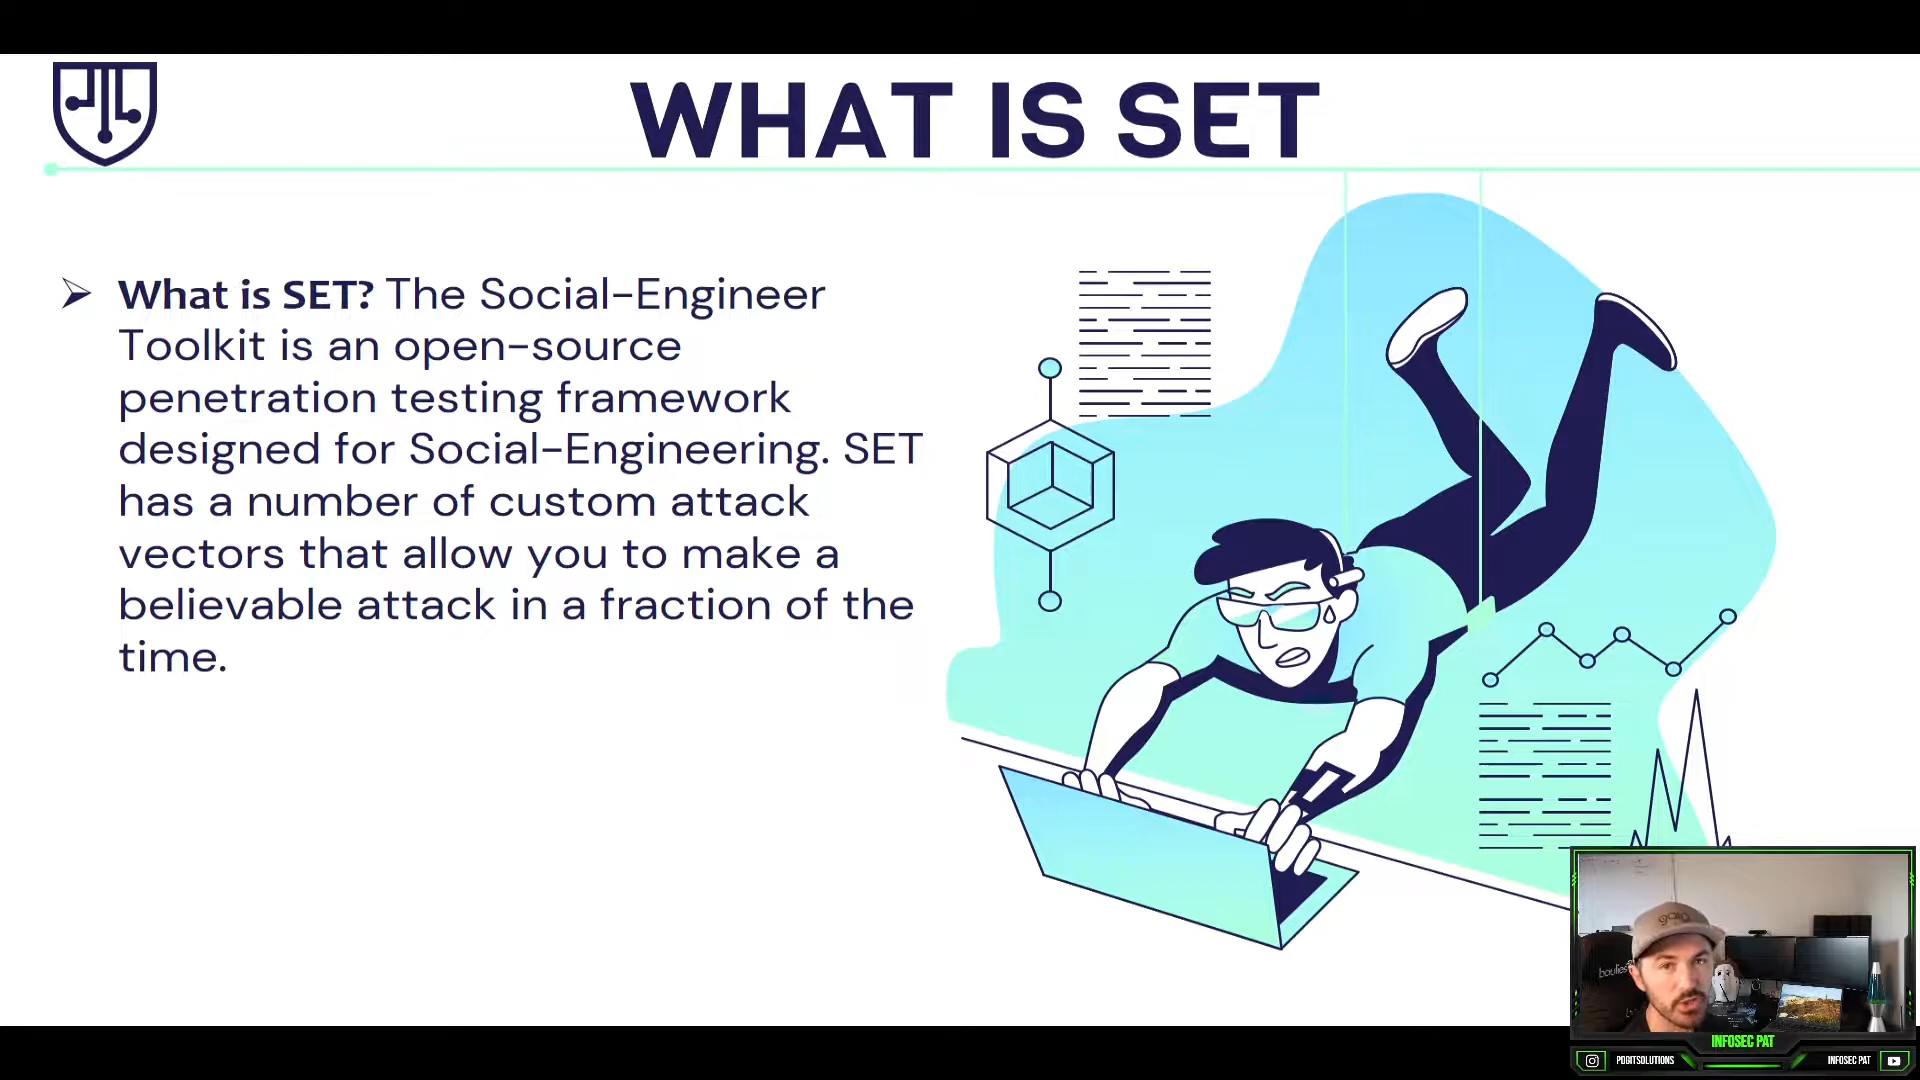 WHAT IS SET
➢ What is SET? The Social-Engineer
Toolkit is an open-source
penetration testing framework
designed for Social-Engineering. SET
has a number of custom attack
vectors that allow you to make a
believable attack in a fraction of the
time.
boulies
INFOSEC PAT
PDGITSOLUTIONS
INFOSEC PAT